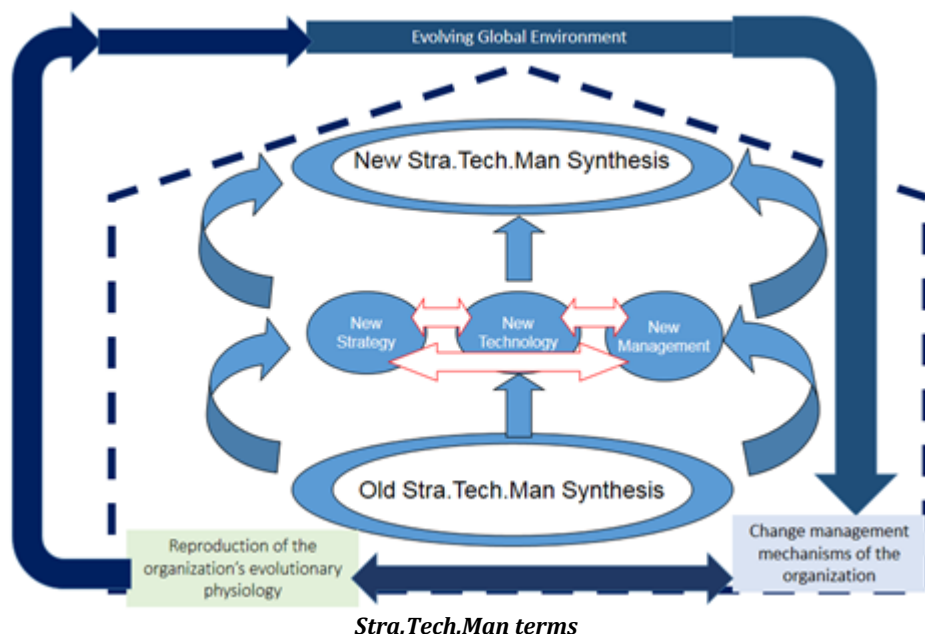 Evolving Global Environment
New Stra.Tech.Man Synthesis
New
Strategy
New
Technology
New
Management
Old Stra.Tech.Man Synthesis
Reproduction of the
organization's evolutionary
physiology
Change management
mechanisms of the
organization
Stra.Tech.Man terms